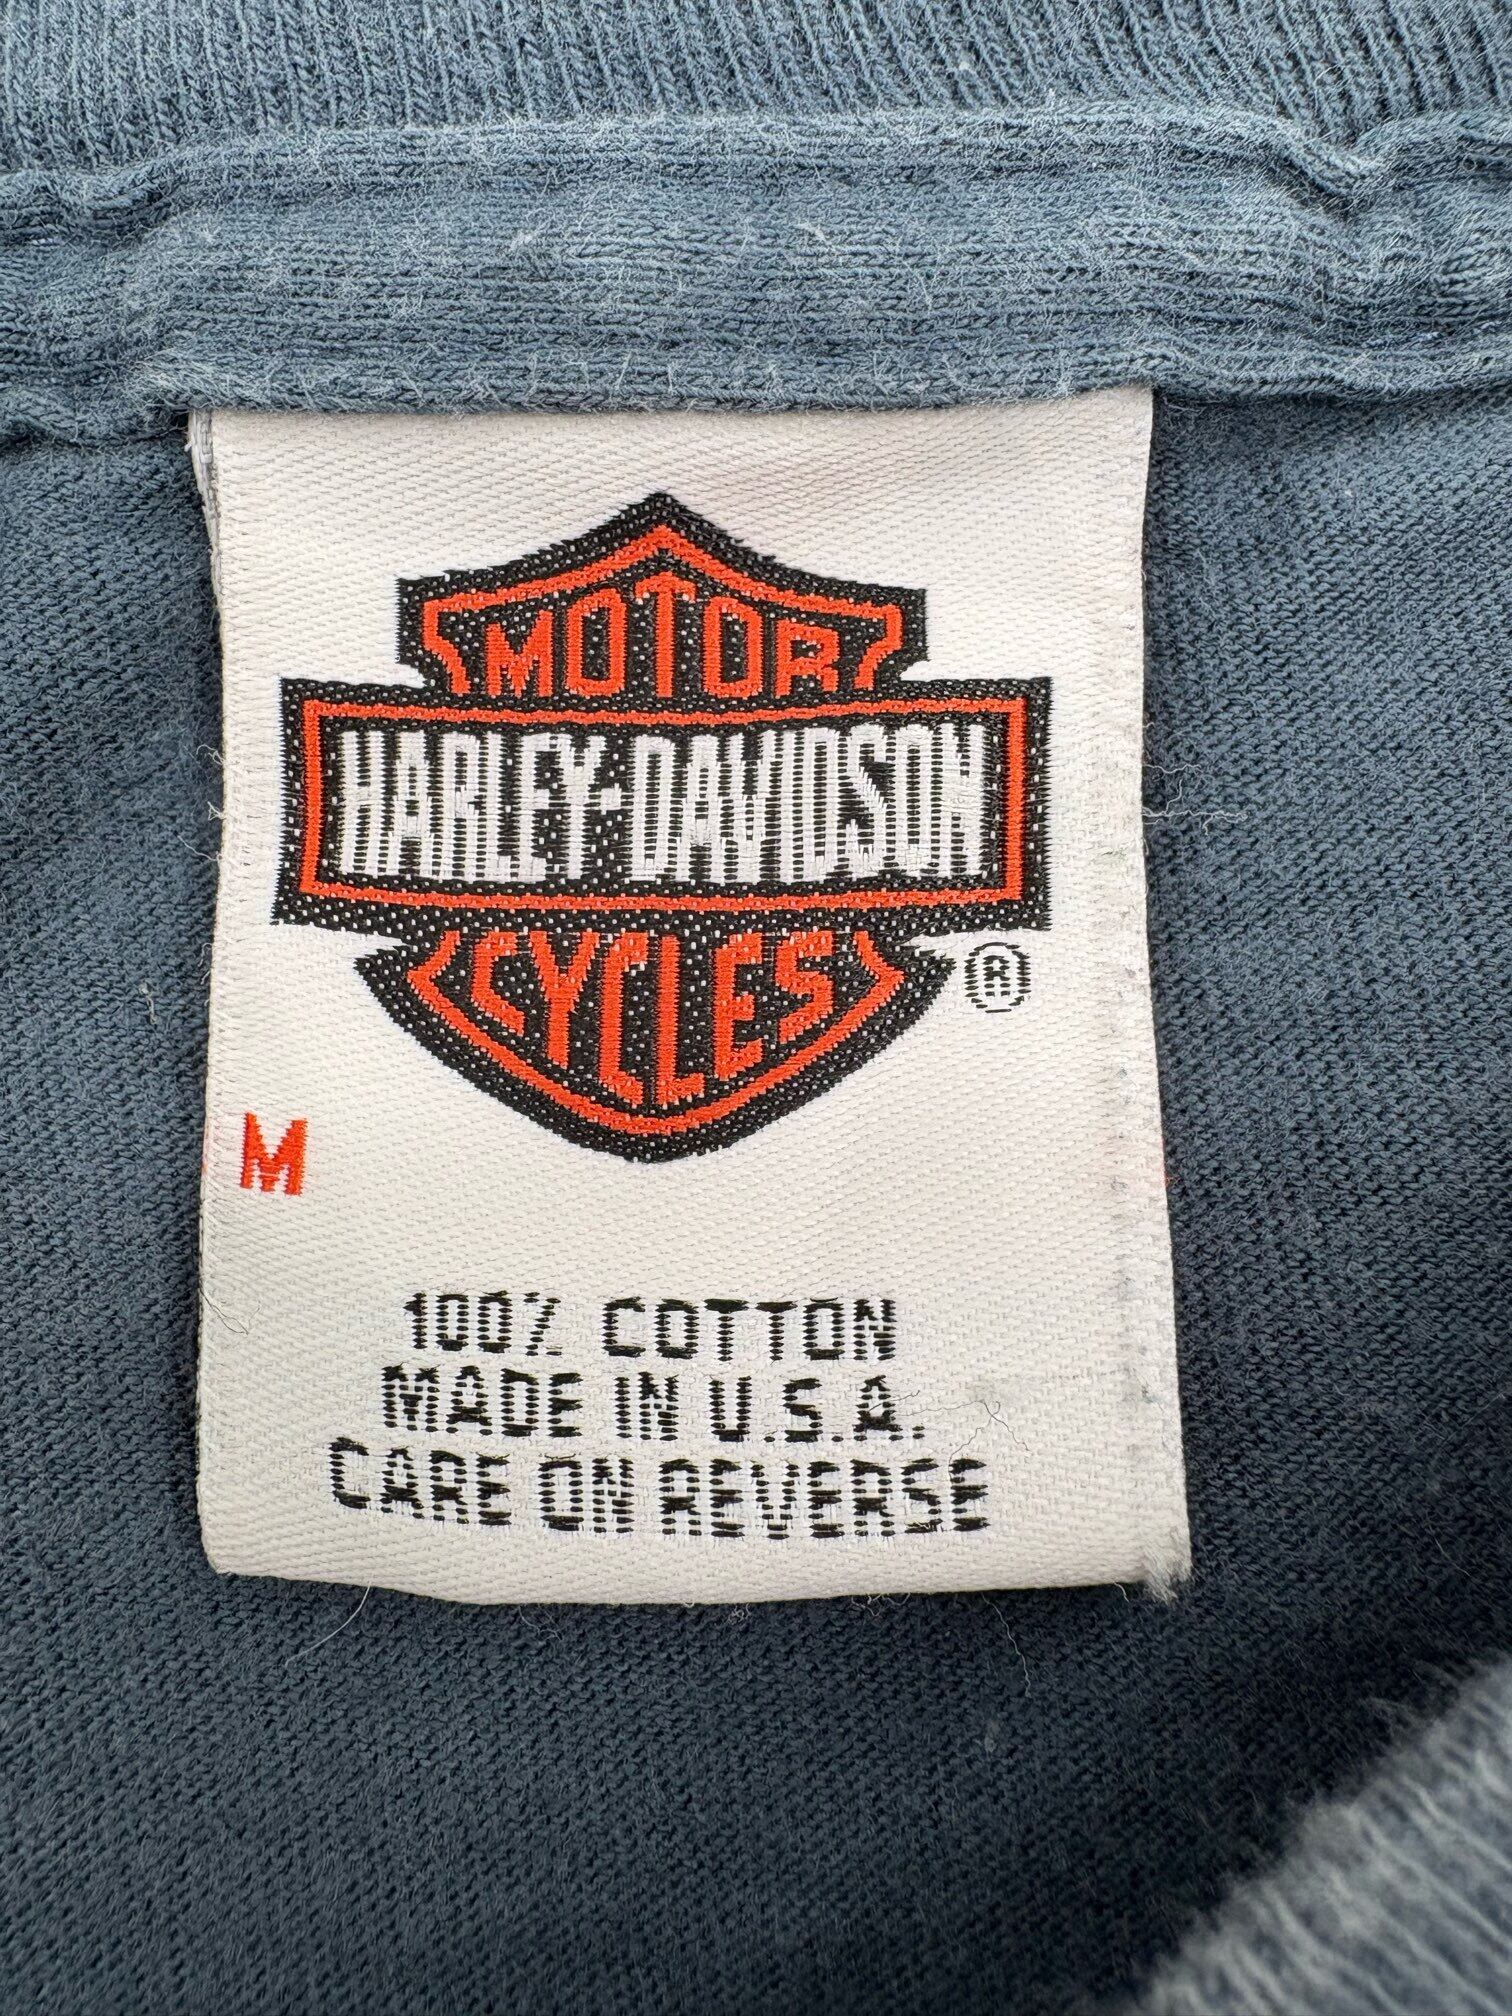 MOTOR
HARLEY-DAVIDSON
CYCLES
®
M
100% COTTON
MADE IN U.S.A.
CARE ON REVERSE